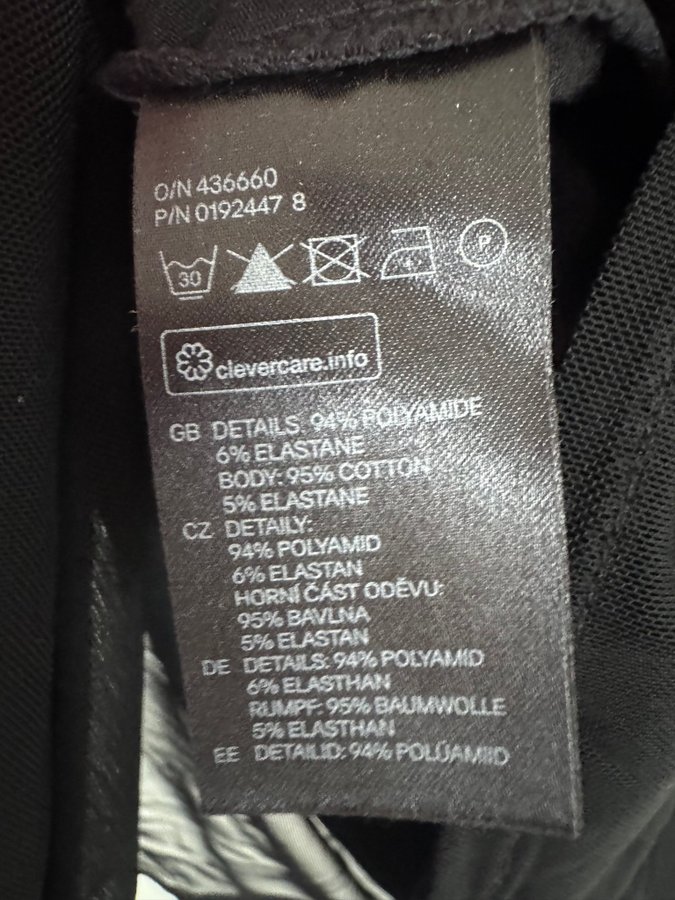 O/N 436660
P/N 0192447 8
30
P
clevercare.info
GB DETAILS: 94% POLYAMIDE
6% ELASTANE
BODY: 95% COTTON
5% ELASTANE
CZ DETAILY:
94% POLYAMID
6% ELASTAN
HORNÍ ČÁST ODĚVU:
95% BAVLNA
5% ELASTAN
DE DETAILS: 94% POLYAMID
6% ELASTHAN
RUMPF: 95% BAUMWOLLE
5% ELASTHAN
EE DETAILID: 94% POLÜAMIID